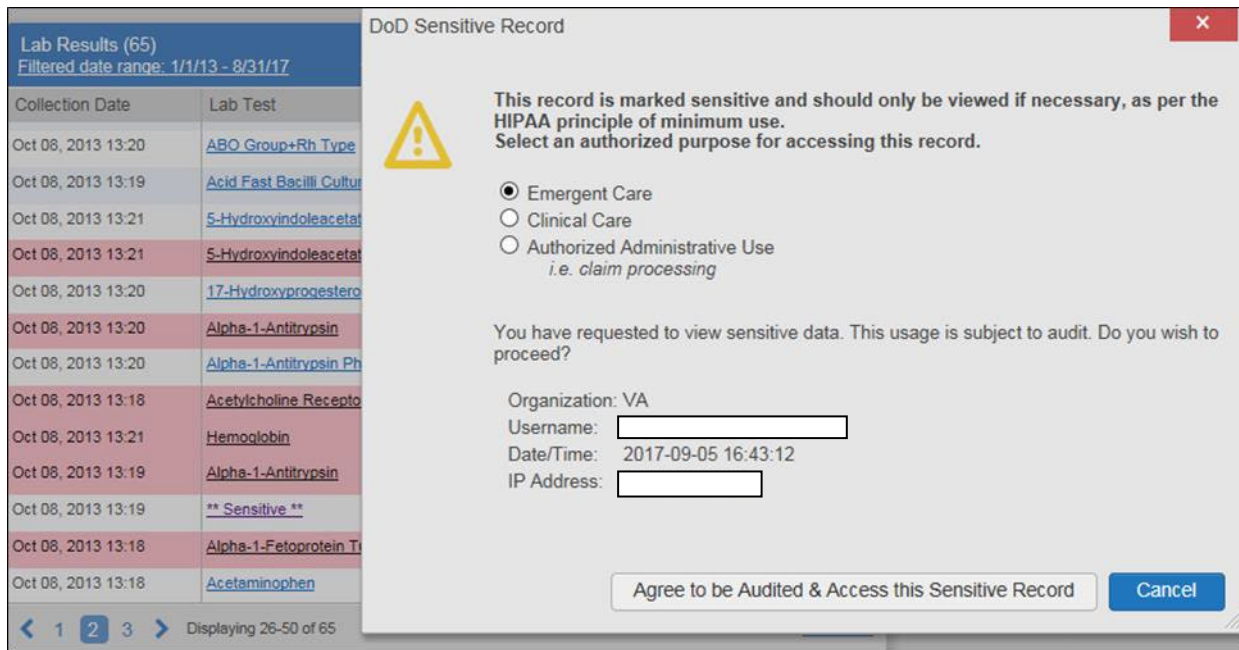 Lab Results (65)
Filtered date range: 1/1/13 - 8/31/17
Collection Date Lab Test
Oct 08, 2013 13:20 ABO Group+Rh Type
Oct 08, 2013 13:19 Acid Fast Bacilli Cultur
Oct 08, 2013 13:21 5-Hydroxyindoleacetat
Oct 08, 2013 13:21 5-Hydroxyindoleacetat
Oct 08, 2013 13:20 17-Hydroxyprogestero
Oct 08, 2013 13:20 Alpha-1-Antitrypsin
Oct 08, 2013 13:20 Alpha-1-Antitrypsin Ph
Oct 08, 2013 13:18 Acetylcholine Recepto
Oct 08, 2013 13:21 Hemoglobin
Oct 08, 2013 13:19 Alpha-1-Antitrypsin
Oct 08, 2013 13:19 ** Sensitive **
Oct 08, 2013 13:18 Alpha-1-Fetoprotein T
Oct 08, 2013 13:18 Acetaminophen
1 2 3 Displaying 26-50 of 65
DoD Sensitive Record
This record is marked sensitive and should only be viewed if necessary, as per the
HIPAA principle of minimum use.
Select an authorized purpose for accessing this record.
Emergent Care
Clinical Care
Authorized Administrative Use
i.e. claim processing
You have requested to view sensitive data. This usage is subject to audit. Do you wish to
proceed?
Organization: VA
Username:
Date/Time: 2017-09-05 16:43:12
IP Address:
Agree to be Audited & Access this Sensitive Record Cancel